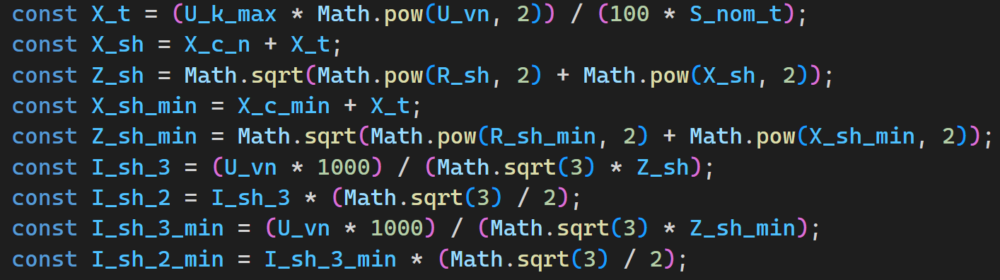 const X_t = (U_k_max * Math.pow(U_vn, 2)) / (100 * S_nom_t);
const X_sh = X_c_n + X_t;
const Z_sh = Math.sqrt(Math.pow(R_sh, 2) + Math.pow(X_sh, 2));
const X_sh_min = X_c_min + X_t;
const Z_sh_min = Math.sqrt(Math.pow(R_sh_min, 2) + Math.pow(X_sh_min, 2));
const I_sh_3 = (U_vn * 1000) / (Math.sqrt(3) * Z_sh);
const I_sh_2 = I_sh_3 * (Math.sqrt(3) / 2);
const I_sh_3_min = (U_vn * 1000) / (Math.sqrt(3) * Z_sh_min);
const I_sh_2_min = I_sh_3_min * (Math.sqrt(3) / 2);